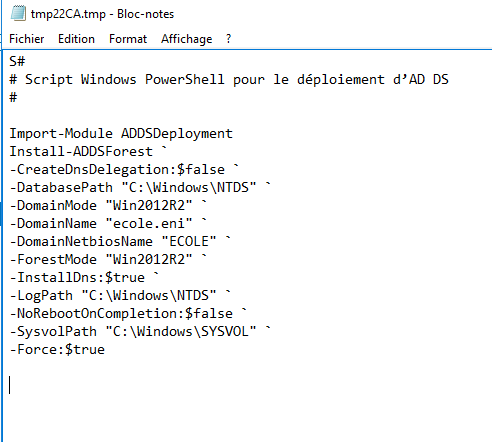 tmp22CA.tmp - Bloc-notes
Fichier Edition Format Affichage ?
S#
# Script Windows PowerShell pour le déploiement d’AD DS
#
Import-Module ADDSDeployment
Install-ADDSForest `
-CreateDnsDelegation:$false `
-DatabasePath "C:\Windows\NTDS" `
-DomainMode "Win2012R2" `
-DomainName "ecole.eni" `
-DomainNetbiosName "ECOLE" `
-ForestMode "Win2012R2" `
-InstallDns:$true `
-LogPath "C:\Windows\NTDS" `
-NoRebootOnCompletion:$false `
-SysvolPath "C:\Windows\SYSVOL" `
-Force:$true